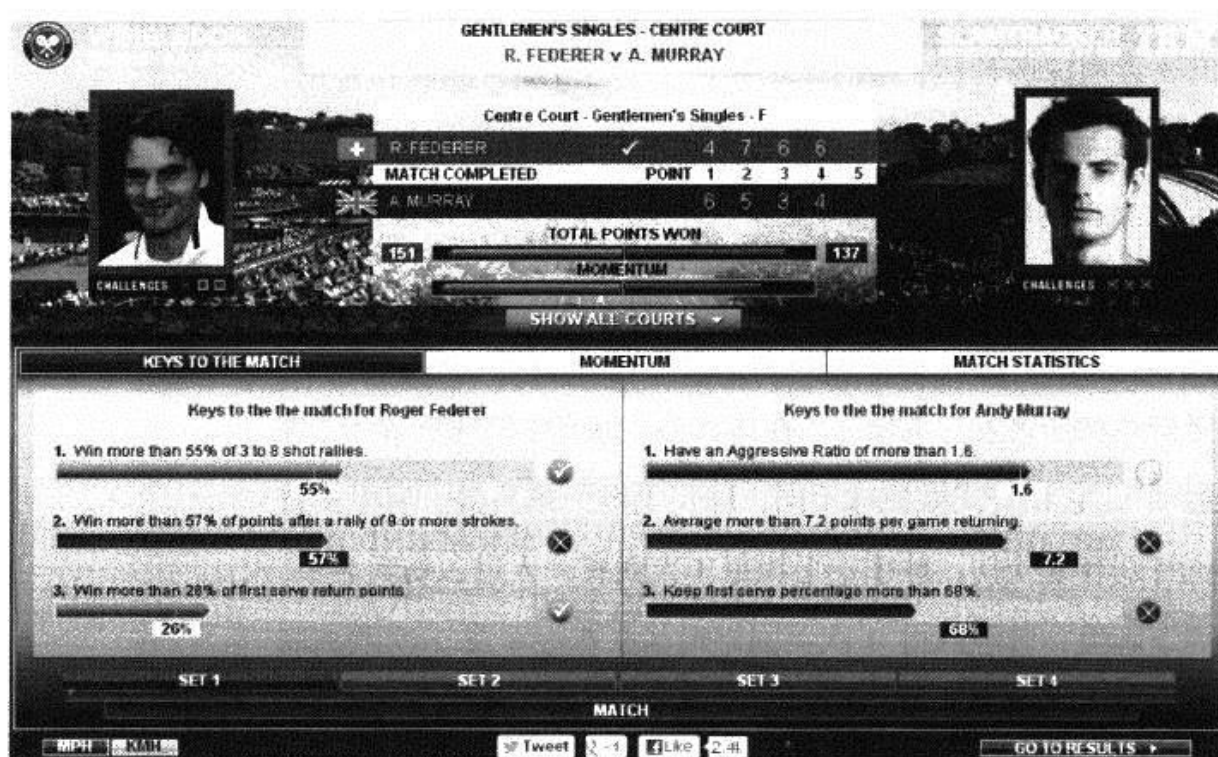 GENTLEMEN'S SINGLES - CENTRE COURT
R. FEDERER v A. MURRAY
Centre Court - Gentlemen's Singles - F
R. FEDERER ✓ 4 7 6 6
MATCH COMPLETED POINT 1 2 3 4 5
A. MURRAY 6 5 3 4
TOTAL POINTS WON
151 137
MOMENTUM
CHALLENGES
CHALLENGES
SHOW ALL COURTS
KEYS TO THE MATCH MOMENTUM MATCH STATISTICS
Keys to the the match for Roger Federer
1. Win more than 55% of 3 to 8 shot rallies.
55%
2. Win more than 57% of points after a rally of 9 or more strokes.
57%
3. Win more than 26% of first serve return points
26%
Keys to the the match for Andy Murray
1. Have an Aggressive Ratio of more than 1.6.
1.6
2. Average more than 7.2 points per game returning.
7.2
3. Keep first serve percentage more than 68%.
68%
SET 1 SET 2 SET 3 SET 4
MATCH
MPH KMH
Tweet
Like
GO TO RESULTS